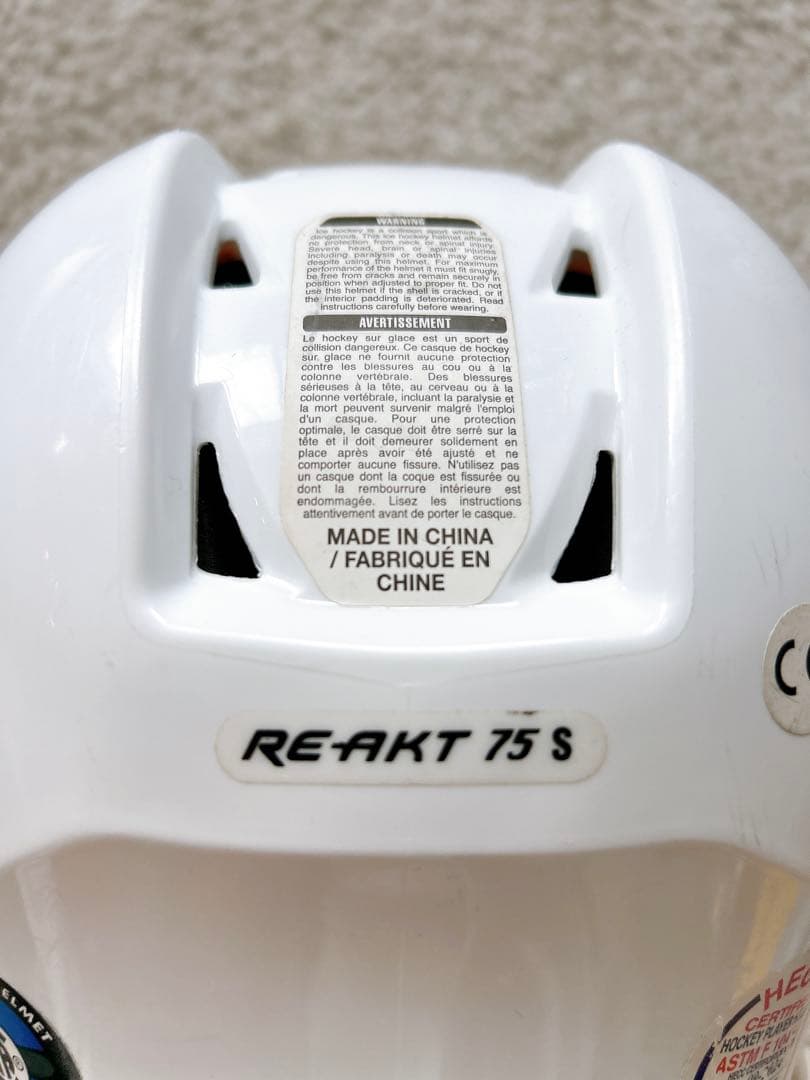 WARNING
Ice hockey is a collision sport which is
dangerous. This ice hockey helmet affords
no protection from neck or spinal injury.
Severe head, brain or spinal injury,
including paralysis or death may occur
despite using this helmet. For maximum
performance of the helmet it must fit snugly,
be free from cracks and remain securely in
position when adjusted to proper fit. Do not
use this helmet if the shell is cracked, or if
the interior padding is deteriorated. Read
instructions carefully before wearing.
AVERTISSEMENT
Le hockey sur glace est un sport de
collision dangereux. Ce casque de hockey
sur glace ne fournit aucune protection
contre les blessures au cou ou à la
colonne vertébrale. Des blessures
sérieuses à la tête, au cerveau ou à la
colonne vertébrale, incluant la paralysie et
la mort peuvent survenir malgré l'emploi
d'un casque. Pour une protection
optimale, le casque doit être serré sur la
tête et il doit demeurer solidement en
place après avoir été ajusté et ne
comporter aucune fissure. N'utilisez pas
un casque dont la coque est fissurée ou
dont la rembourrure intérieure est
endommagée. Lisez les instructions
attentivement avant de porter le casque.
MADE IN CHINA
/ FABRIQUÉ EN
CHINE
RE-AKT 75 S
ELMET
HEC
CERTIFI
HOCKEY PLAYER
ASTM F 104